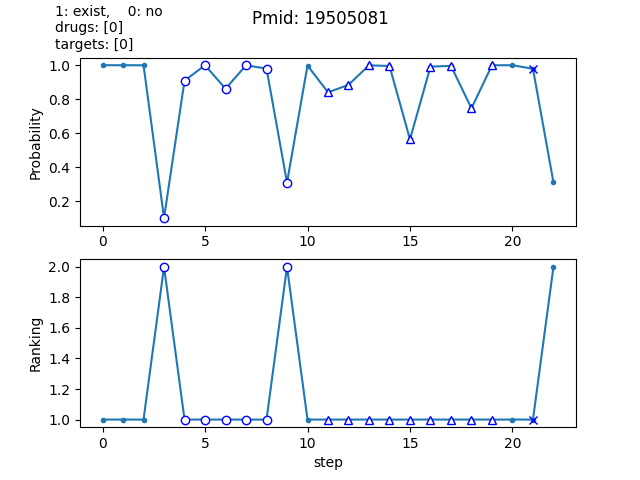 1: exist,    0: no
drugs: [0]
targets: [0]
Pmid: 19505081
Probability
1.0
0.8
0.6
0.4
0.2
0 5 10 15 20
Ranking
2.0
1.8
1.6
1.4
1.2
1.0
0 5 10 15 20
step